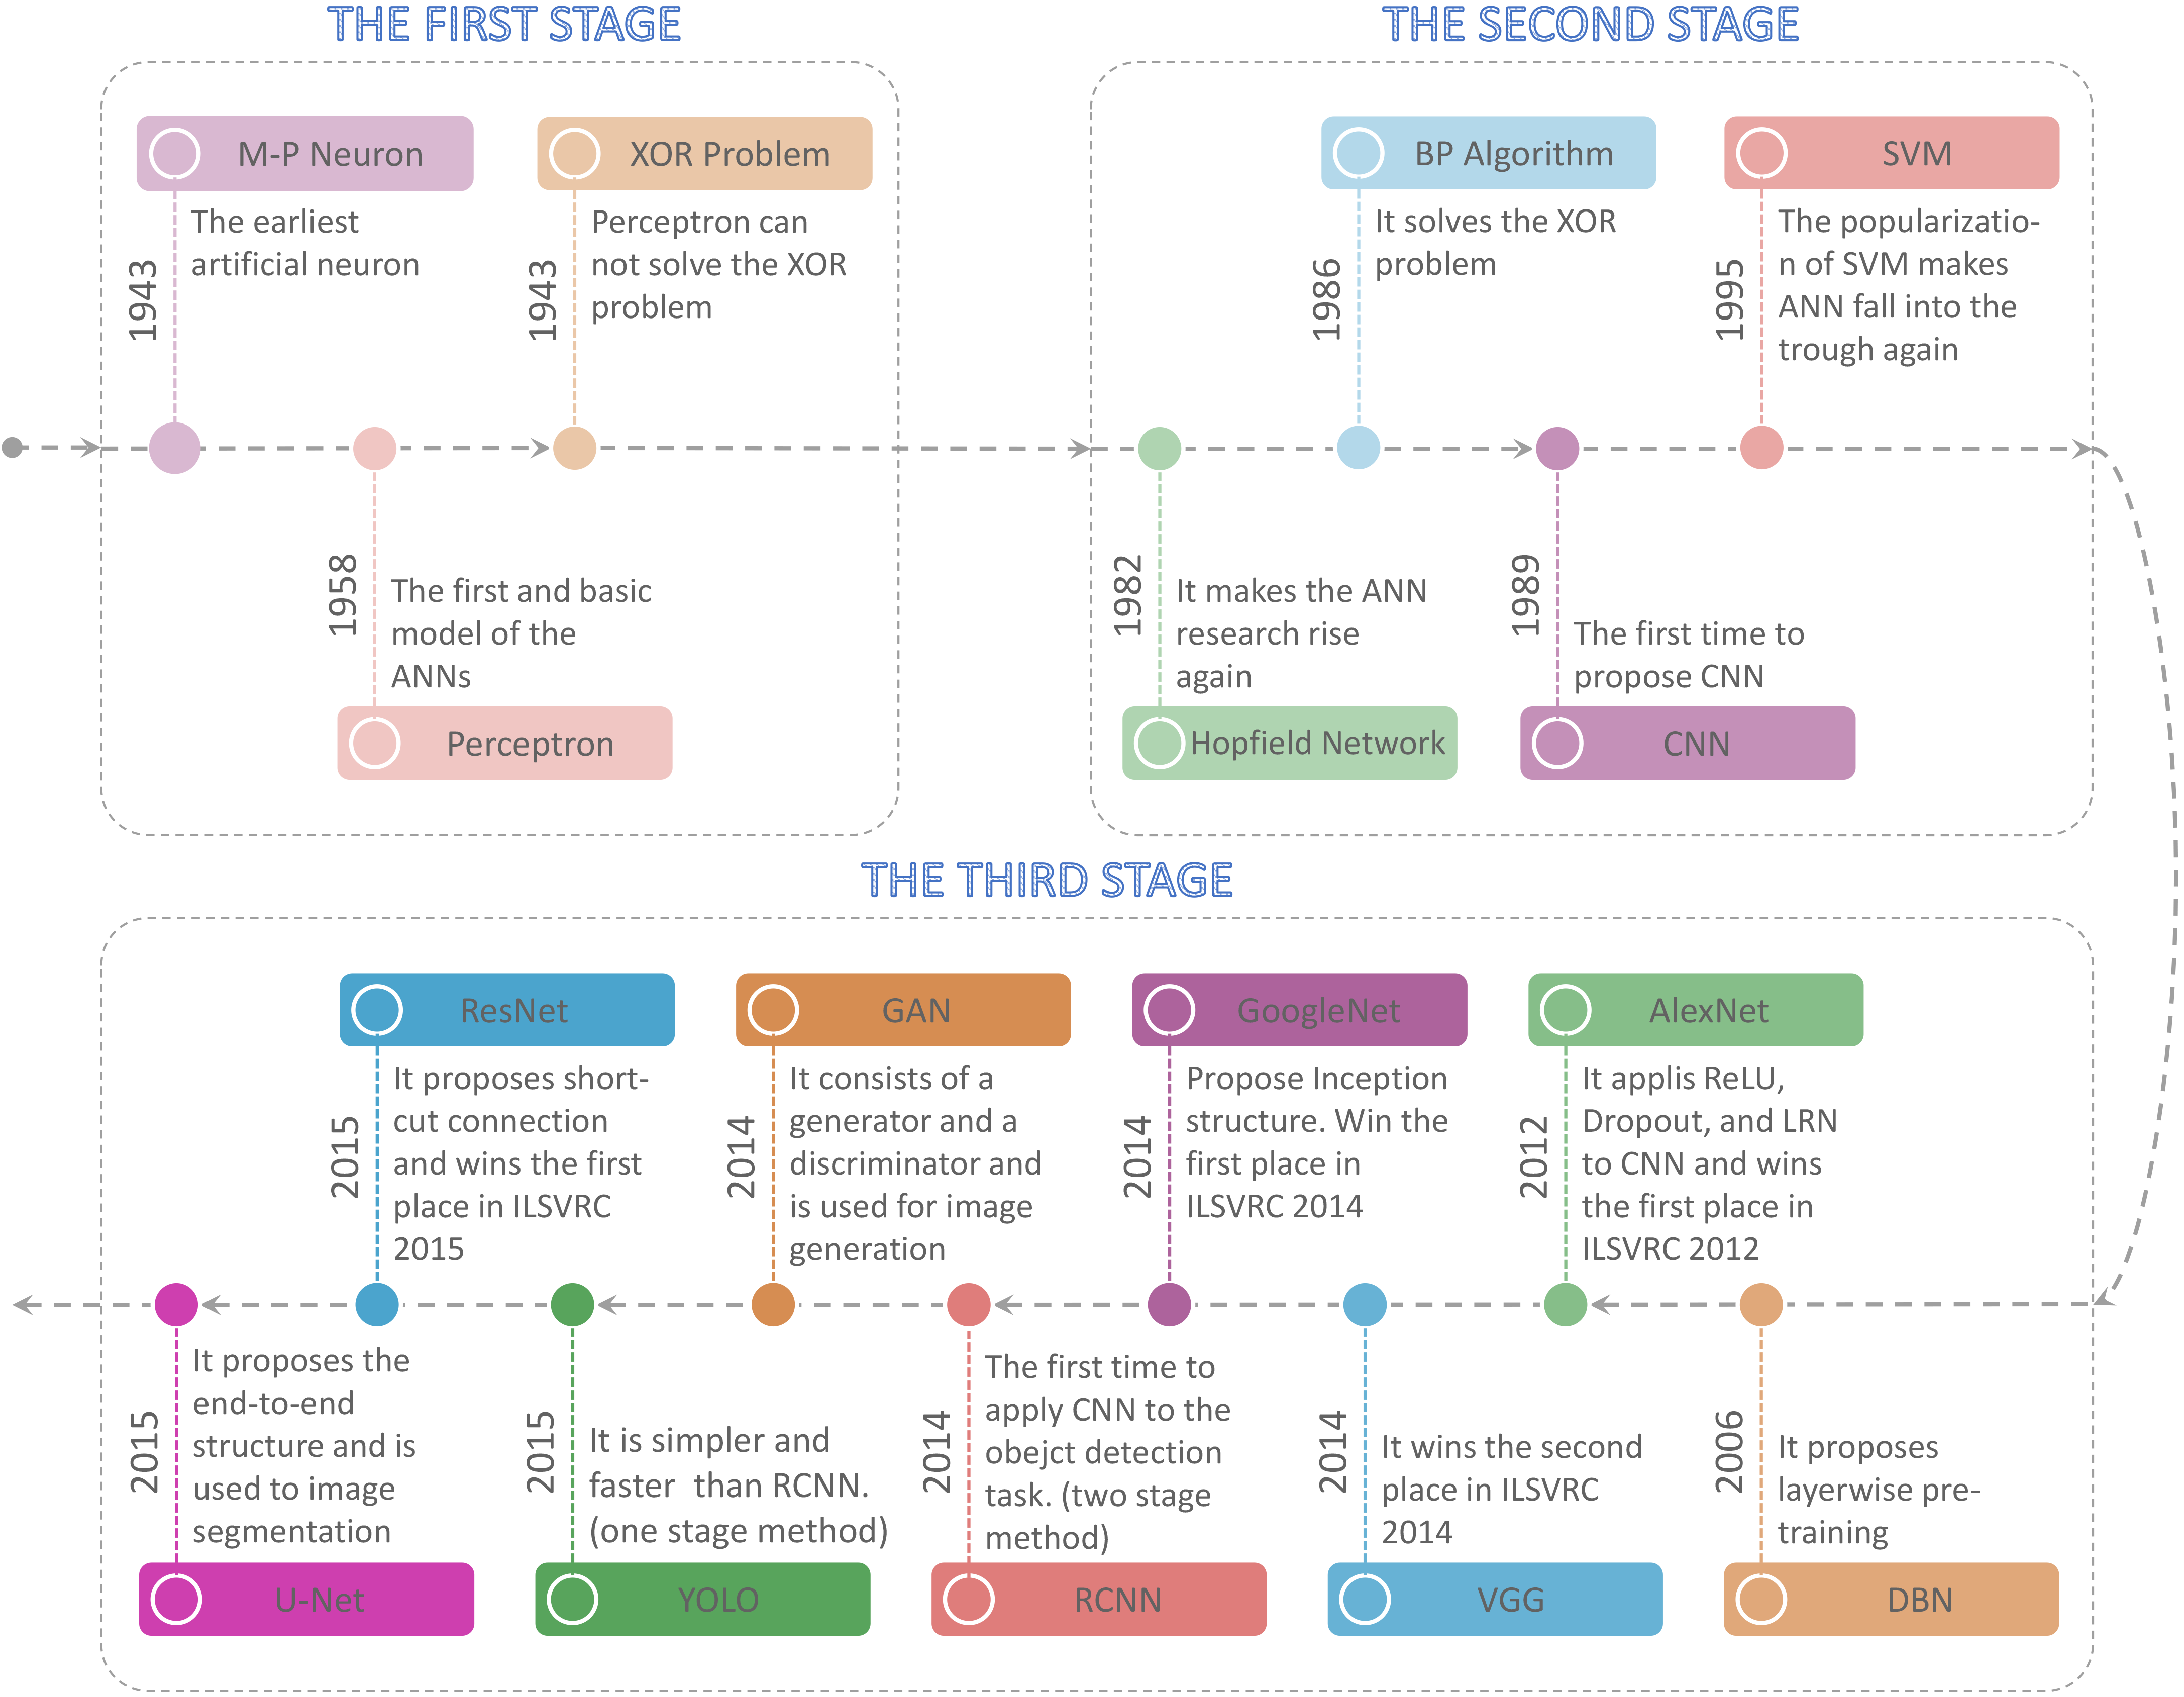 THE FIRST STAGE
M-P Neuron
1943
The earliest
artificial neuron
XOR Problem
1943
Perceptron can
not solve the XOR
problem
1958
The first and basic
model of the
ANNs
Perceptron
THE SECOND STAGE
BP Algorithm
1986
It solves the XOR
problem
SVM
1995
The popularizatio-
n of SVM makes
ANN fall into the
trough again
1982
It makes the ANN
research rise
again
Hopfield Network
1989
The first time to
propose CNN
CNN
THE THIRD STAGE
ResNet
2015
It proposes short-
cut connection
and wins the first
place in ILSVRC
2015
GAN
2014
It consists of a
generator and a
discriminator and
is used for image
generation
GoogleNet
2014
Propose Inception
structure. Win the
first place in
ILSVRC 2014
AlexNet
2012
It applis ReLU,
Dropout, and LRN
to CNN and wins
the first place in
ILSVRC 2012
2015
It proposes the
end-to-end
structure and is
used to image
segmentation
U-Net
2015
It is simpler and
faster than RCNN.
(one stage method)
YOLO
2014
The first time to
apply CNN to the
obejct detection
task. (two stage
method)
RCNN
2014
It wins the second
place in ILSVRC
2014
VGG
2006
It proposes
layerwise pre-
training
DBN